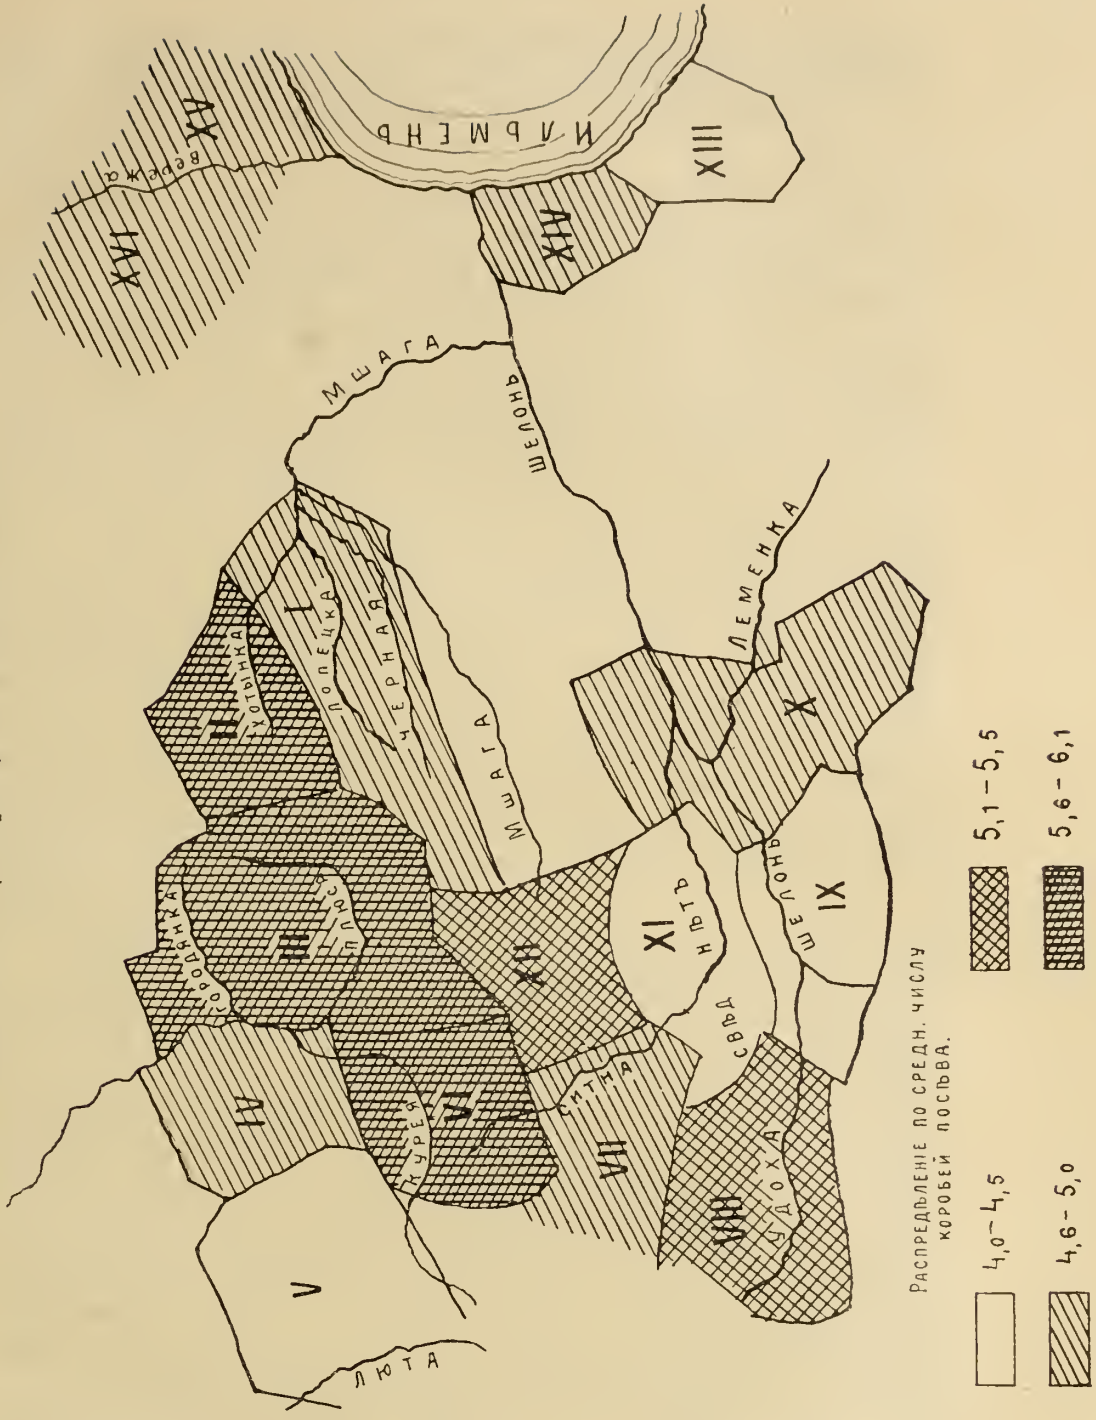 XV
ВЕРЕЖА
XVI
ИЛЬМЕНЬ
XIII
XIV
МШАГА
ШЕЛОНЬ
ЛЕМЕНКА
I
ЛОПЕЦКА
ЧЕРНАЯ
ХОТЫНКА
II
МШАГА
X
ГОРОДЯНКА
III
ПЛЮСА
XII
XI
НѢТЬ
ШЕЛОНЬ
IX
СВѢД
IV
КУРЕЯ
VI
СИТНА
VII
VIII
УДОХА
V
ЛЮТА
РАСПРЕДѢЛЕНІЕ ПО СРЕДН. ЧИСЛУ
КОРОБЕЙ ПОСѢВА.
4,0–4,5
4,6–5,0
5,1–5,5
5,6–6,1